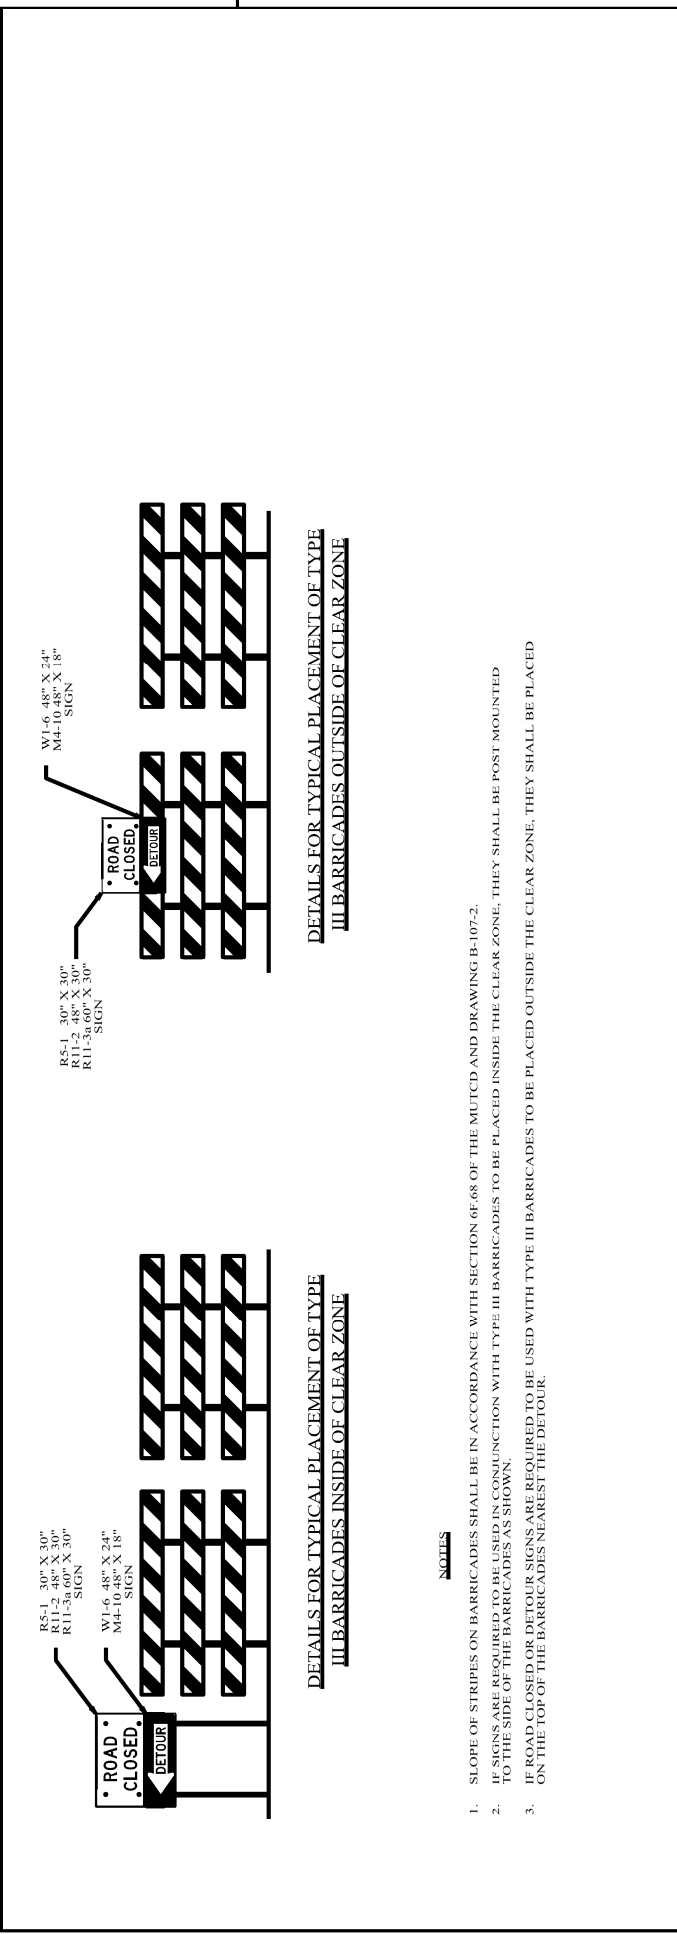 R5-1 30" X 30"
R11-2 48" X 30"
R11-3a 60" X 30"
SIGN
W1-6 48" X 24"
M4-10 48" X 18"
SIGN
ROAD
CLOSED
DETOUR
DETAILS FOR TYPICAL PLACEMENT OF TYPE
III BARRICADES INSIDE OF CLEAR ZONE
R5-1 30" X 30"
R11-2 48" X 30"
R11-3a 60" X 30"
SIGN
W1-6 48" X 24"
M4-10 48" X 18"
SIGN
ROAD
CLOSED
DETOUR
DETAILS FOR TYPICAL PLACEMENT OF TYPE
III BARRICADES OUTSIDE OF CLEAR ZONE
NOTES
1. SLOPE OF STRIPES ON BARRICADES SHALL BE IN ACCORDANCE WITH SECTION 6F.68 OF THE MUTCD AND DRAWING B-107-2.
2. IF SIGNS ARE REQUIRED TO BE USED IN CONJUNCTION WITH TYPE III BARRICADES TO BE PLACED INSIDE THE CLEAR ZONE, THEY SHALL BE POST MOUNTED
TO THE SIDE OF THE BARRICADES AS SHOWN.
3. IF ROAD CLOSED OR DETOUR SIGNS ARE REQUIRED TO BE USED WITH TYPE III BARRICADES TO BE PLACED OUTSIDE THE CLEAR ZONE, THEY SHALL BE PLACED
ON THE TOP OF THE BARRICADES NEAREST THE DETOUR.